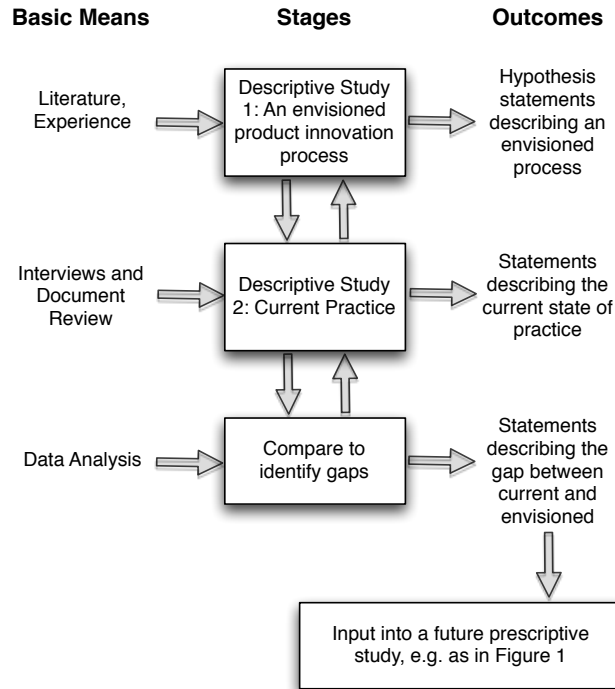 Basic Means
Stages
Outcomes
Literature,
Experience
Descriptive Study
1: An envisioned
product innovation
process
Hypothesis
statements
describing an
envisioned
process
Interviews and
Document
Review
Descriptive Study
2: Current Practice
Statements
describing the
current state of
practice
Data Analysis
Compare to
identify gaps
Statements
describing the
gap between
current and
envisioned
Input into a future prescriptive
study, e.g. as in Figure 1